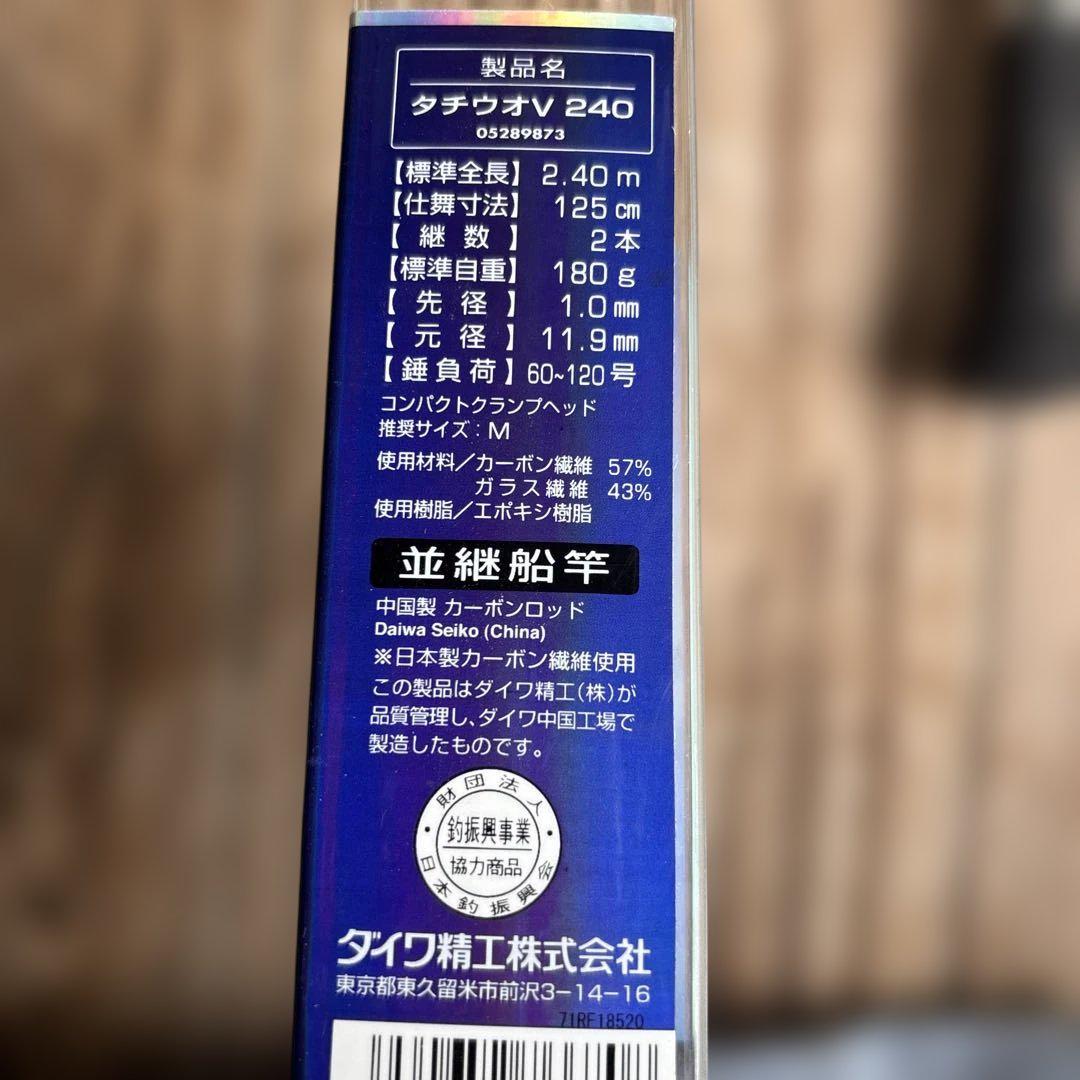 製品名
タチウオV 240
05289873
【標準全長】 2.40 m
【仕舞寸法】 125 cm
【継数】 2本
【標準自重】 180 g
【先径】 1.0 mm
【元径】 11.9 mm
【錘負荷】 60~120号
コンパクトクランプヘッド
推奨サイズ：M
使用材料／カーボン繊維 57%
ガラス繊維 43%
使用樹脂／エポキシ樹脂
並継船竿
中国製 カーボンロッド
Daiwa Seiko (China)
※日本製カーボン繊維使用
この製品はダイワ精工(株)が
品質管理し、ダイワ中国工場で
製造したものです。
財団法人
釣振興事業
協力商品
日本釣振興会
ダイワ精工株式会社
東京都東久留米市前沢3-14-16
71RF18520